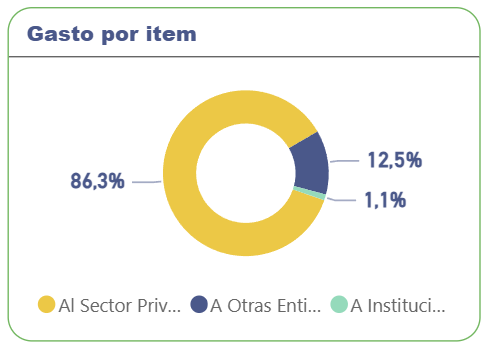 Gasto por item
12,5%
86,3%
1,1%
Al Sector Priv... A Otras Enti... A Instituci...